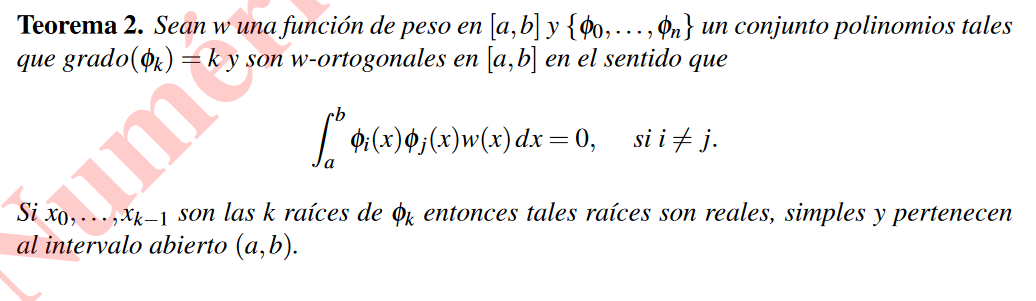 Teorema 2. Sean w una función de peso en [a,b] y {ϕ₀,...,ϕₙ} un conjunto polinomios tales
que grado(ϕₖ) = k y son w-ortogonales en [a,b] en el sentido que
∫ₐᵇ ϕᵢ(x)ϕⱼ(x)w(x)dx = 0, si i ≠ j.
Si x₀,...,xₖ₋₁ son las k raíces de ϕₖ entonces tales raíces son reales, simples y pertenecen
al intervalo abierto (a,b).
Numéri